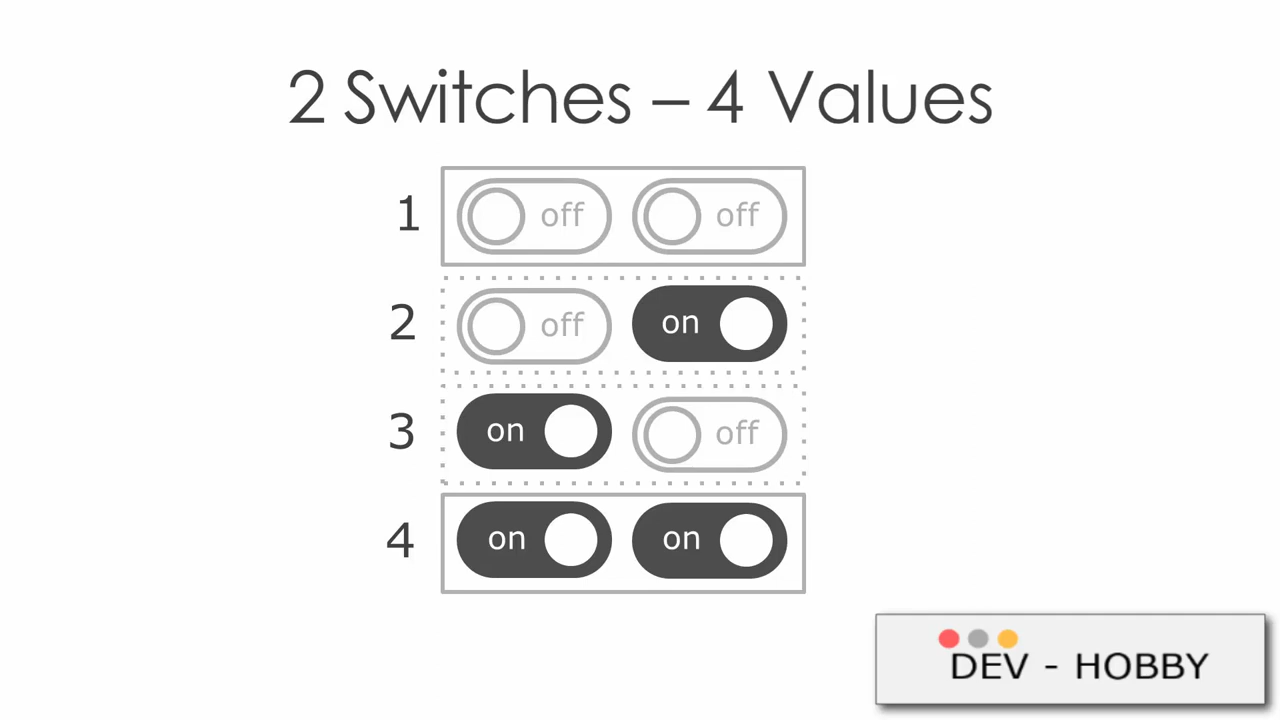 2 Switches – 4 Values
1 off off
2 off on
3 on off
4 on on
DEV - HOBBY